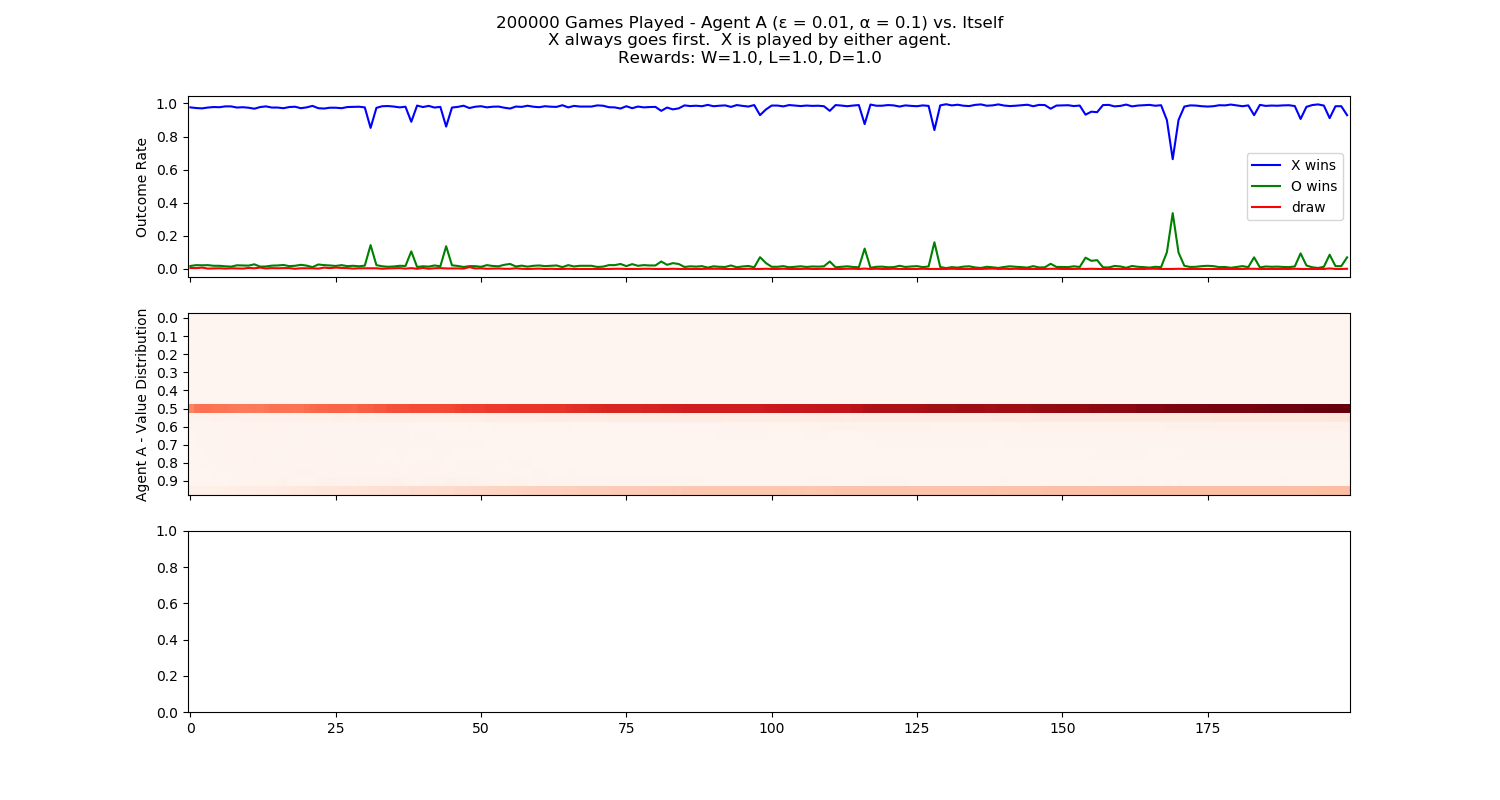 200000 Games Played - Agent A (ε = 0.01, α = 0.1) vs. Itself
X always goes first.  X is played by either agent.
Rewards: W=1.0, L=1.0, D=1.0
Outcome Rate
1.0
0.8
0.6
0.4
0.2
0.0
X wins
O wins
draw
Agent A - Value Distribution
0.0
0.1
0.2
0.3
0.4
0.5
0.6
0.7
0.8
0.9
1.0
0.8
0.6
0.4
0.2
0.0
0 25 50 75 100 125 150 175